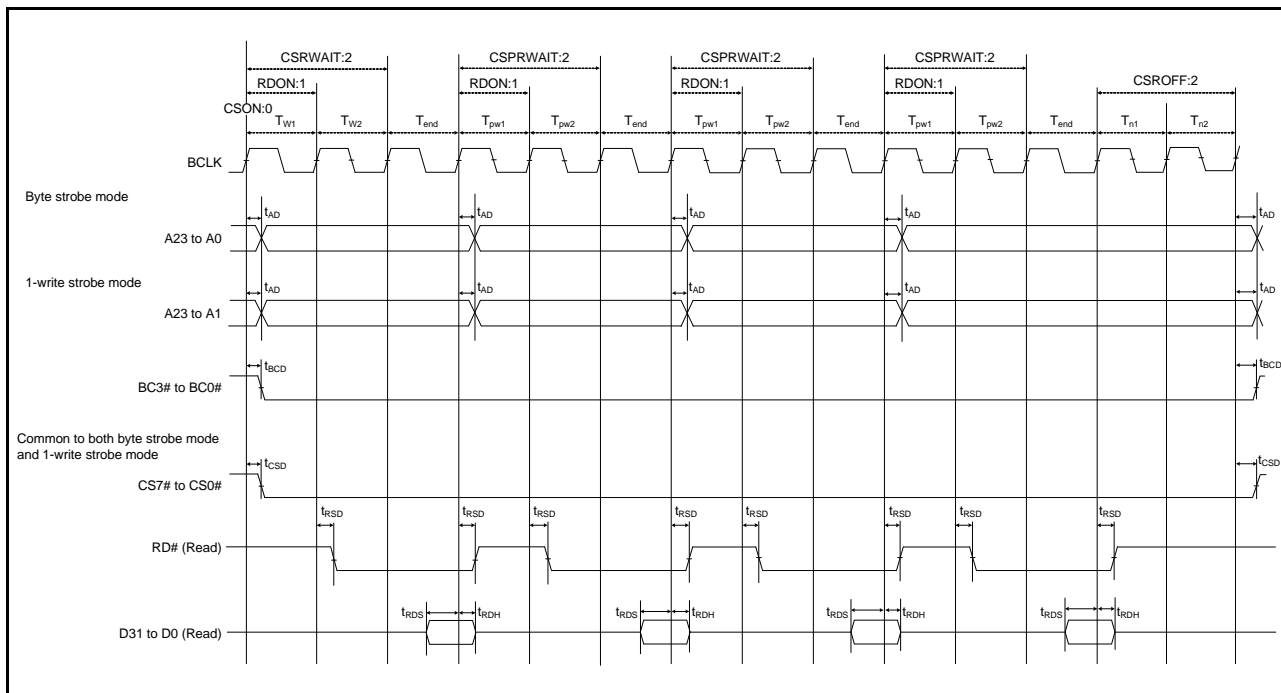 CSRWAIT:2 CSPRWAIT:2 CSPRWAIT:2 CSPRWAIT:2
RDON:1 RDON:1 RDON:1 RDON:1 CSROFF:2
CSON:0
TW1 TW2 Tend Tpw1 Tpw2 Tend Tpw1 Tpw2 Tend Tpw1 Tpw2 Tend Tn1 Tn2
BCLK
Byte strobe mode
tAD tAD tAD tAD tAD
A23 to A0
1-write strobe mode
tAD tAD tAD tAD tAD
A23 to A1
tBCD tBCD
BC3# to BC0#
Common to both byte strobe mode
and 1-write strobe mode
tCSD tCSD
CS7# to CS0#
tRSD tRSD tRSD tRSD tRSD tRSD tRSD tRSD
RD# (Read)
tRDS tRDH tRDS tRDH tRDS tRDH tRDS tRDH
D31 to D0 (Read)